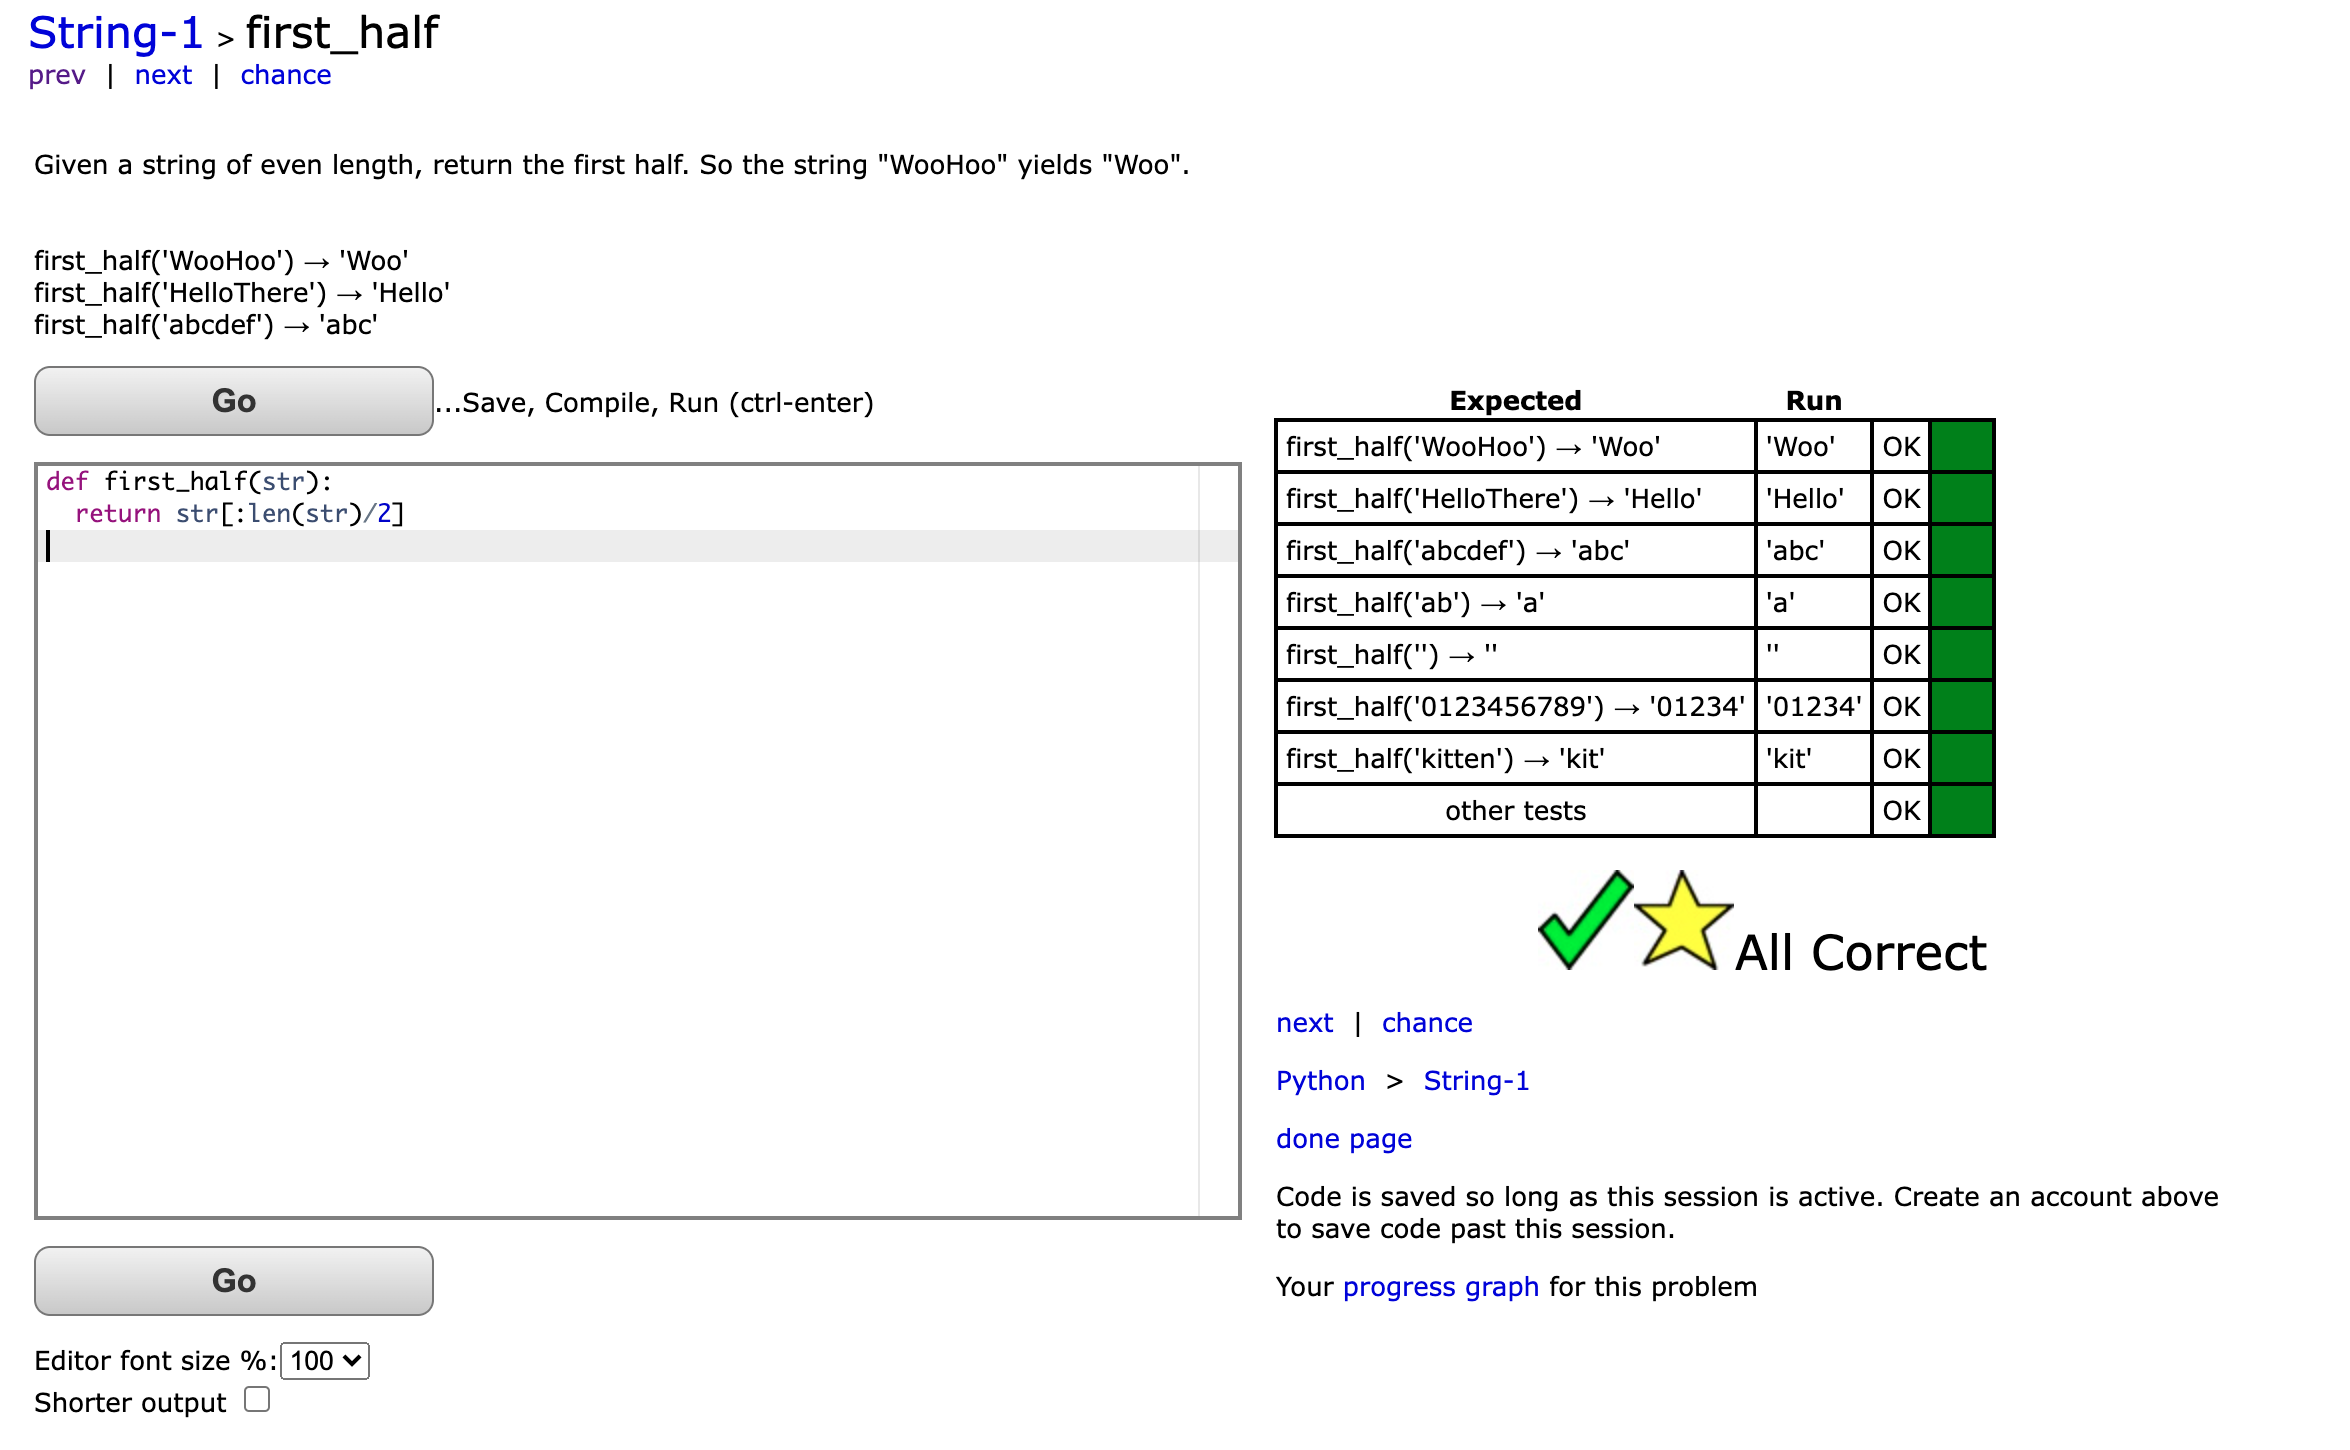 String-1 > first_half
prev | next | chance
Given a string of even length, return the first half. So the string "WooHoo" yields "Woo".
first_half('WooHoo') → 'Woo'
first_half('HelloThere') → 'Hello'
first_half('abcdef') → 'abc'
Go ...Save, Compile, Run (ctrl-enter)
def first_half(str):
  return str[:len(str)/2]
Go
Editor font size %: 100
Shorter output
Expected Run
first_half('WooHoo') → 'Woo' 'Woo' OK
first_half('HelloThere') → 'Hello' 'Hello' OK
first_half('abcdef') → 'abc' 'abc' OK
first_half('ab') → 'a' 'a' OK
first_half('') → '' '' OK
first_half('0123456789') → '01234' '01234' OK
first_half('kitten') → 'kit' 'kit' OK
other tests OK
All Correct
next | chance
Python > String-1
done page
Code is saved so long as this session is active. Create an account above
to save code past this session.
Your progress graph for this problem